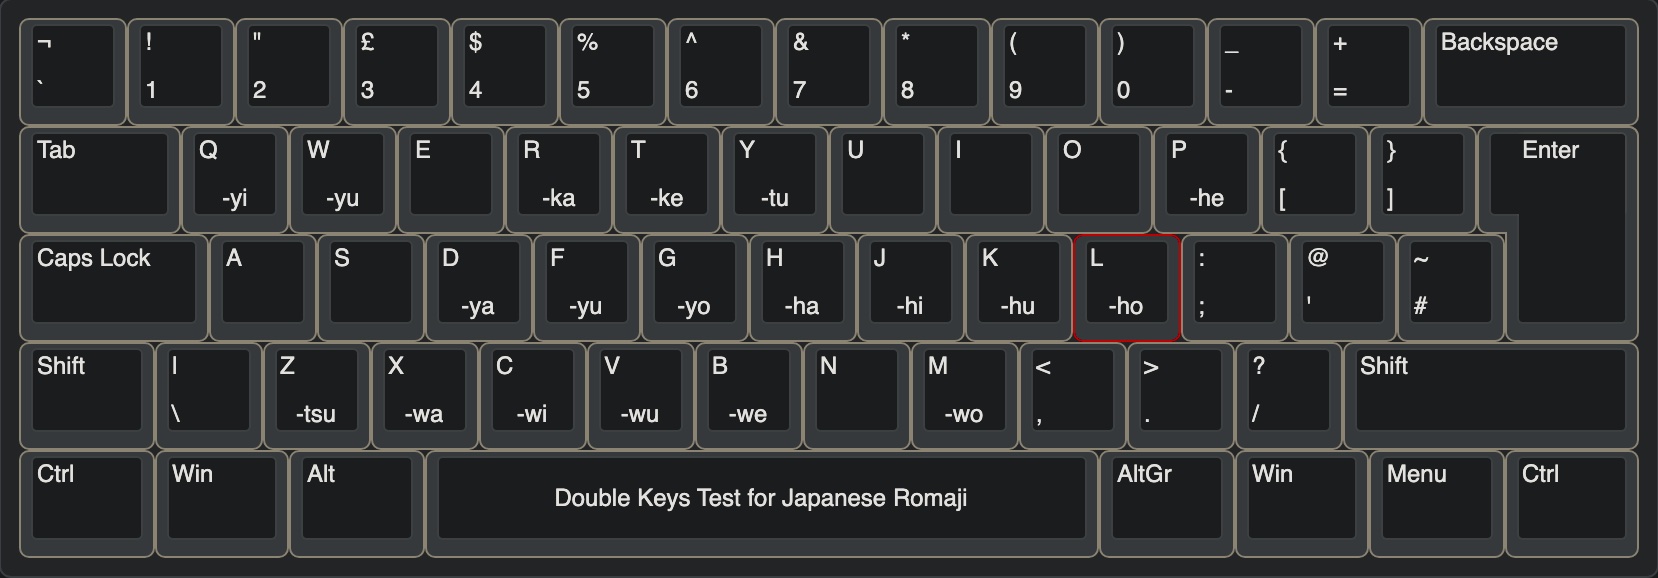 ¬ ! " £ $ % ^ & * ( ) _ + Backspace
` 1 2 3 4 5 6 7 8 9 0 - =
Tab Q W E R T Y U I O P { } Enter
-yi -yu -ka -ke -tu -he [ ]
Caps Lock A S D F G H J K L : @ ~
-ya -yu -yo -ha -hi -hu -ho ; ' #
Shift | Z X C V B N M < > ? Shift
\ -tsu -wa -wi -wu -we -wo , . /
Ctrl Win Alt AltGr Win Menu Ctrl
Double Keys Test for Japanese Romaji